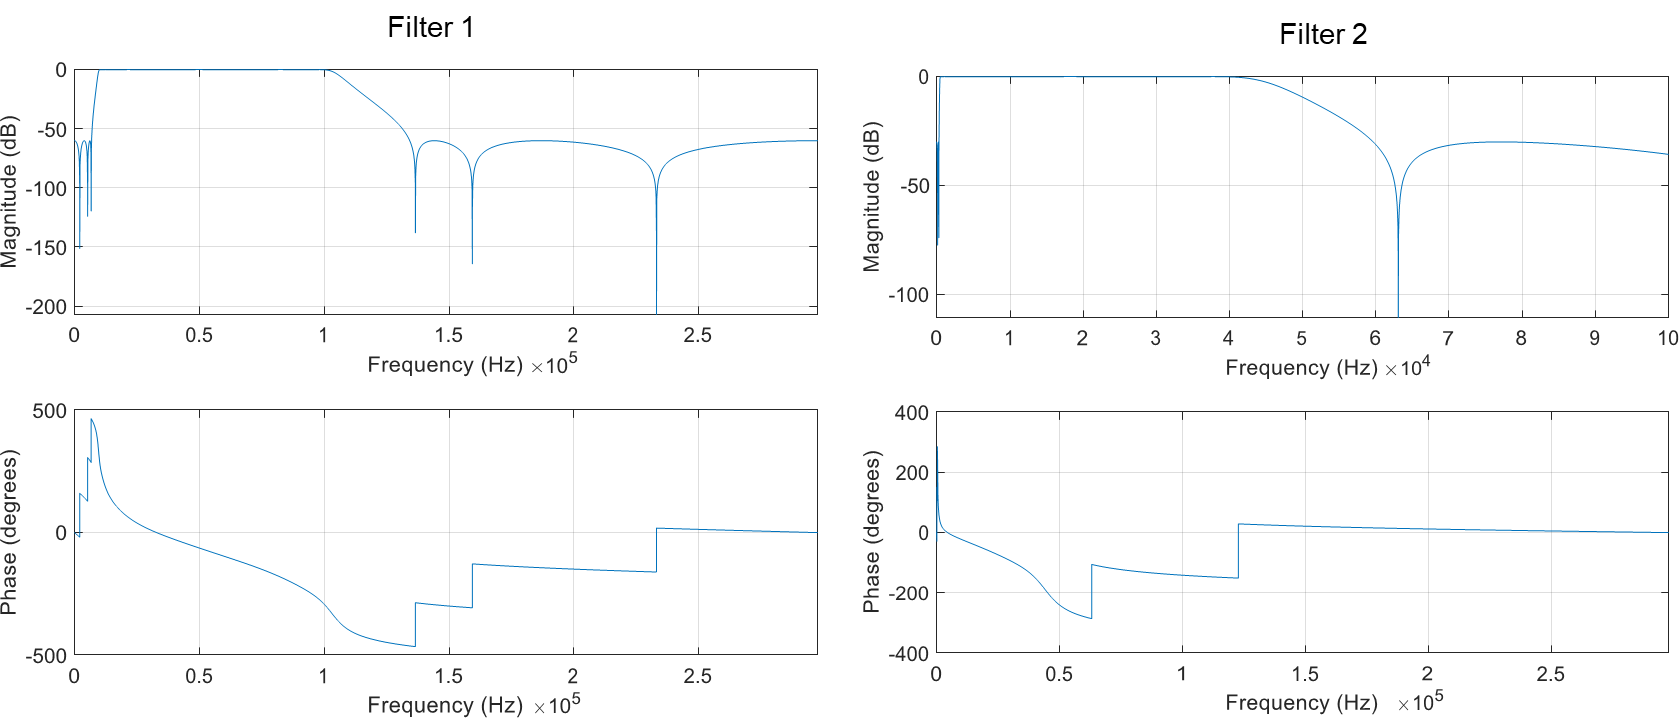 Filter 1
Magnitude (dB)
0
-50
-100
-150
-200
0 0.5 1 1.5 2 2.5
Frequency (Hz) ×10^5
Phase (degrees)
500
0
-500
0 0.5 1 1.5 2 2.5
Frequency (Hz) ×10^5
Filter 2
Magnitude (dB)
0
-50
-100
0 1 2 3 4 5 6 7 8 9 10
Frequency (Hz) ×10^4
Phase (degrees)
400
200
0
-200
-400
0 0.5 1 1.5 2 2.5
Frequency (Hz) ×10^5